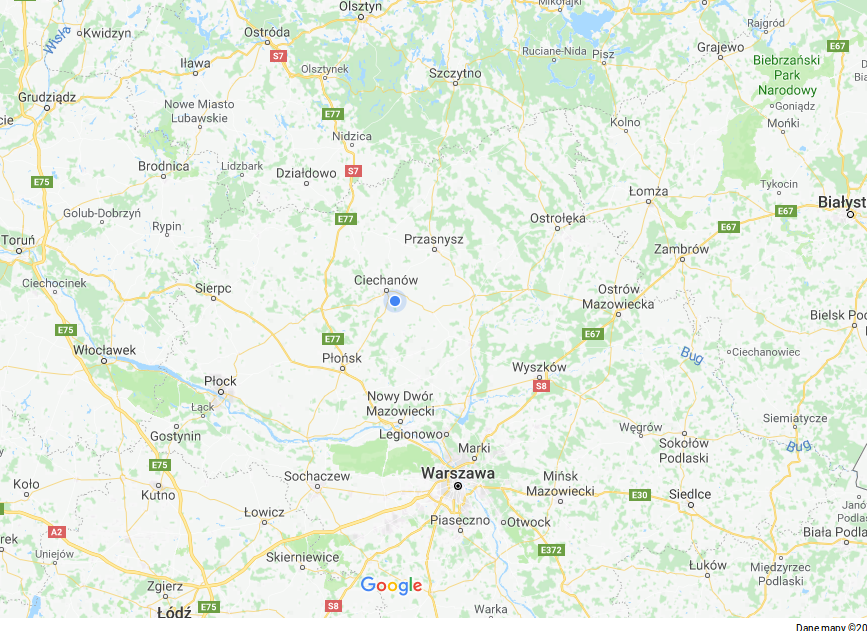 Olsztyn
Mikołajki
Kwidzyn
Wisła
Ostróda
S7
Rajgród
E67
Grajewo
Ruciane-Nida
Pisz
Biebrzański
Park
Narodowy
Iława
Olsztynek
Szczytno
Grudziądz
Nowe Miasto
Lubawskie
E77
Goniądz
Mońki
Kolno
Nidzica
Brodnica
Lidzbark
Działdowo
S7
E75
Łomża
Tykocin
Białyst
E67
Golub-Dobrzyń
Rypin
E77
Ostrołęka
E67
Toruń
Przasnysz
Zambrów
Ciechocinek
Sierpc
Ciechanów
Ostrów
Mazowiecka
Bielsk Pod
E75
E77
E67
Włocławek
Płońsk
Bug
Ciechanowiec
Wyszków
S8
Płock
Łąck
Nowy Dwór
Mazowiecki
Gostynin
Legionowo
Węgrów
Siemiatycze
Sokołów
Podlaski
Bug
Marki
E75
Koło
Kutno
Sochaczew
Warszawa
Mińsk
Mazowiecki
E30
Siedlce
Janów
Podlas
Łowicz
Piaseczno
Otwock
A2
Biała Podla
Uniejów
Skierniewice
E372
Łuków
Międzyrzec
Podlaski
Zgierz
Google
Łódź
E75
S8
Warka
Dane mapy ©20